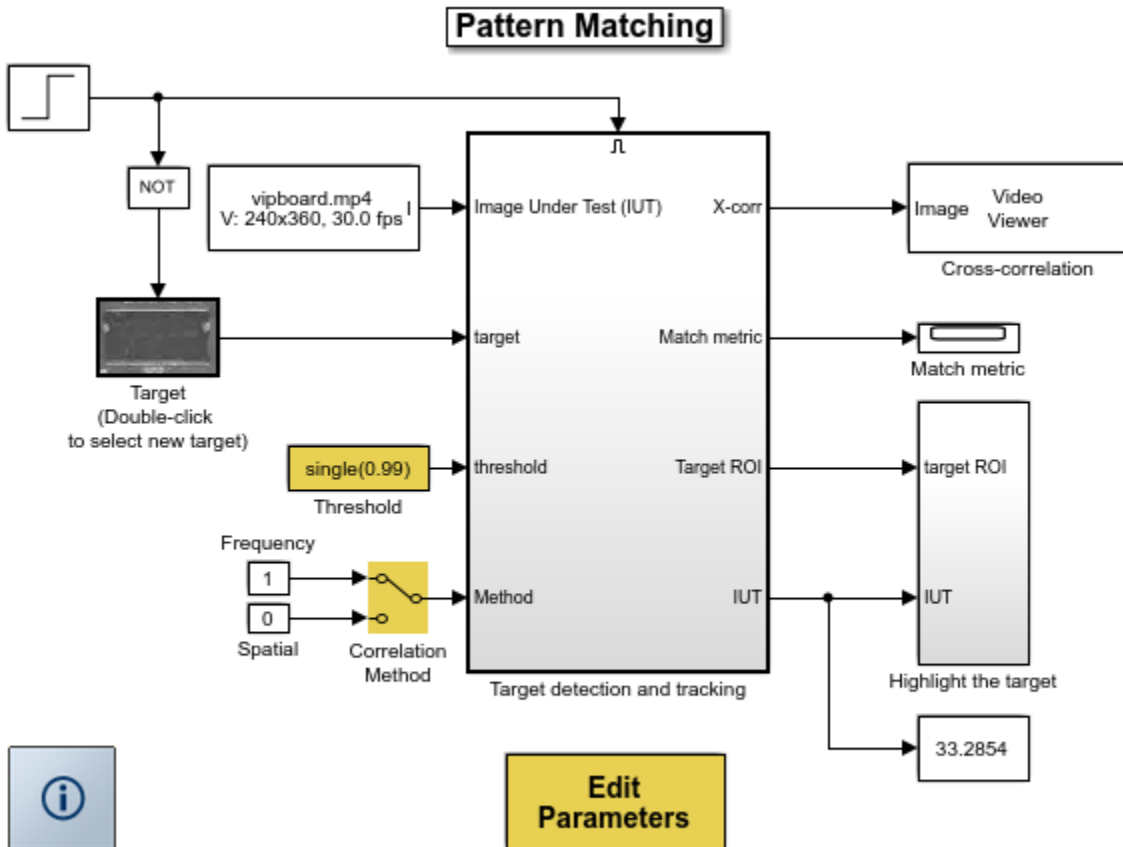 Pattern Matching
NOT
vipboard.mp4
V: 240x360, 30.0 fps
I
Image Under Test (IUT)
X-corr
Image
Video
Viewer
Cross-correlation
target
Match metric
Match metric
Target
(Double-click
to select new target)
single(0.99)
Threshold
threshold
Target ROI
target ROI
Frequency
1
0
Spatial
Correlation
Method
Method
IUT
IUT
Target detection and tracking
Highlight the target
33.2854
Edit
Parameters
i